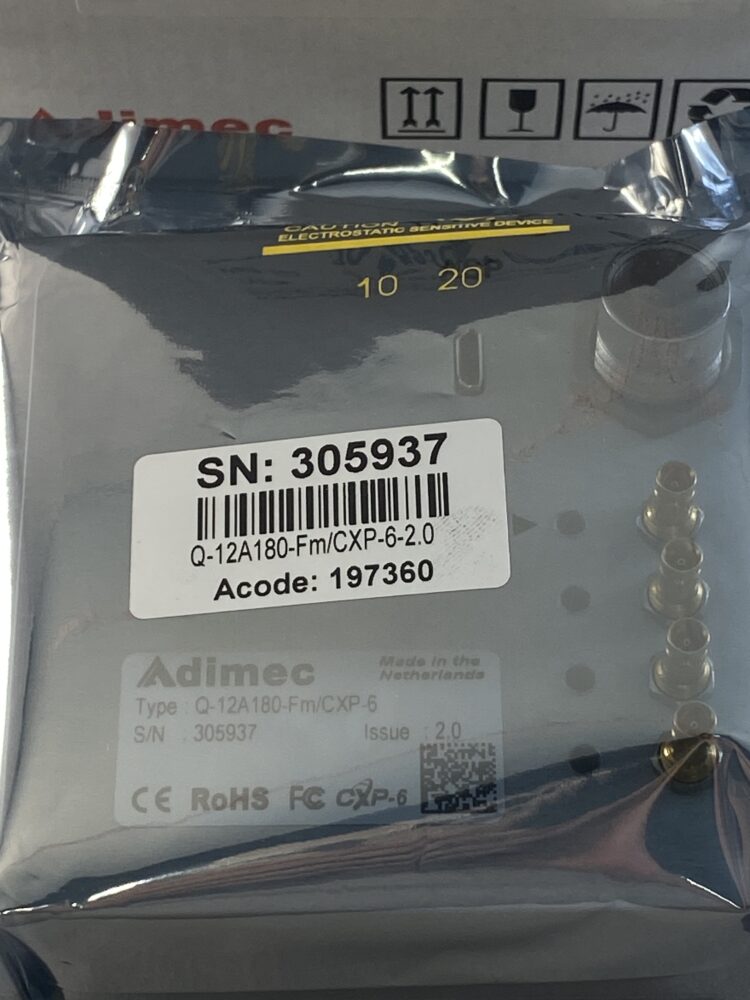 Adimec
CAUTION
ELECTROSTATIC SENSITIVE DEVICE
10 20
SN: 305937
Q-12A180-Fm/CXP-6-2.0
Acode: 197360
Adimec
Made in the
Netherlands
Type : Q-12A180-Fm/CXP-6
S/N : 305937 Issue : 2.0
CE RoHS FC CXP-6